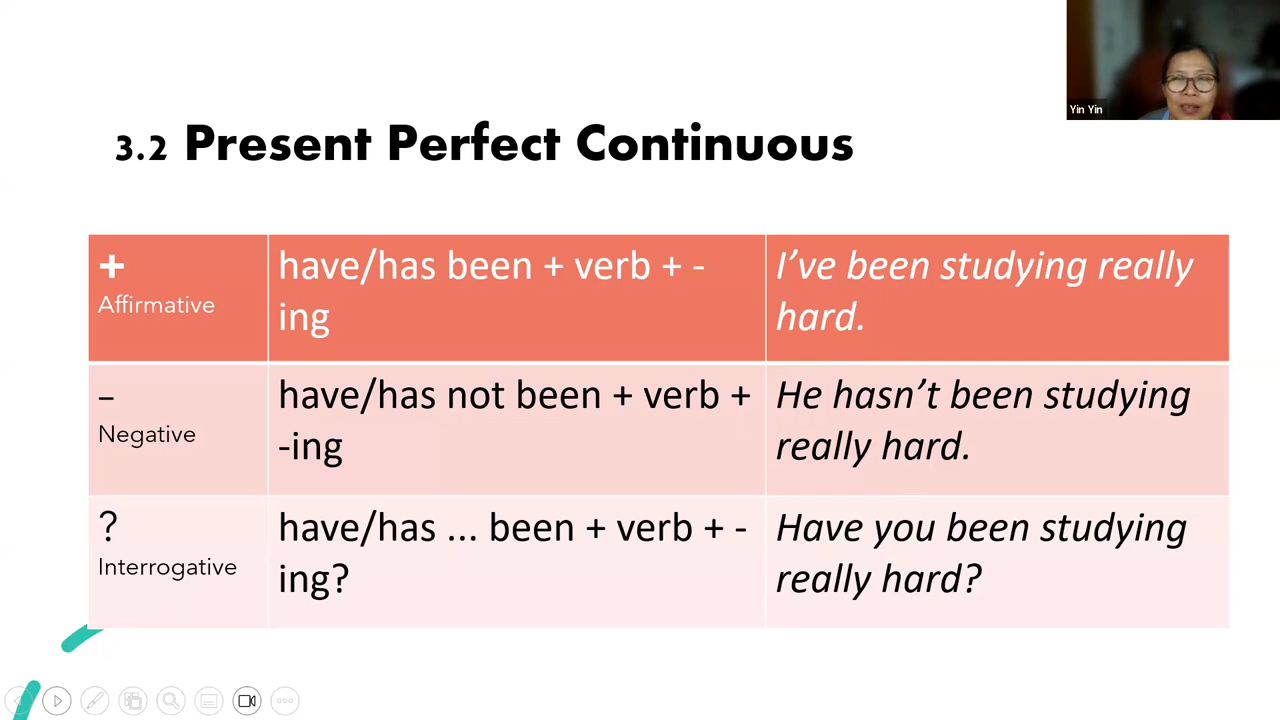 Yin Yin
3.2 Present Perfect Continuous
+
Affirmative
have/has been + verb + -
ing
I’ve been studying really
hard.
–
Negative
have/has not been + verb +
-ing
He hasn’t been studying
really hard.
?
Interrogative
have/has ... been + verb + -
ing?
Have you been studying
really hard?